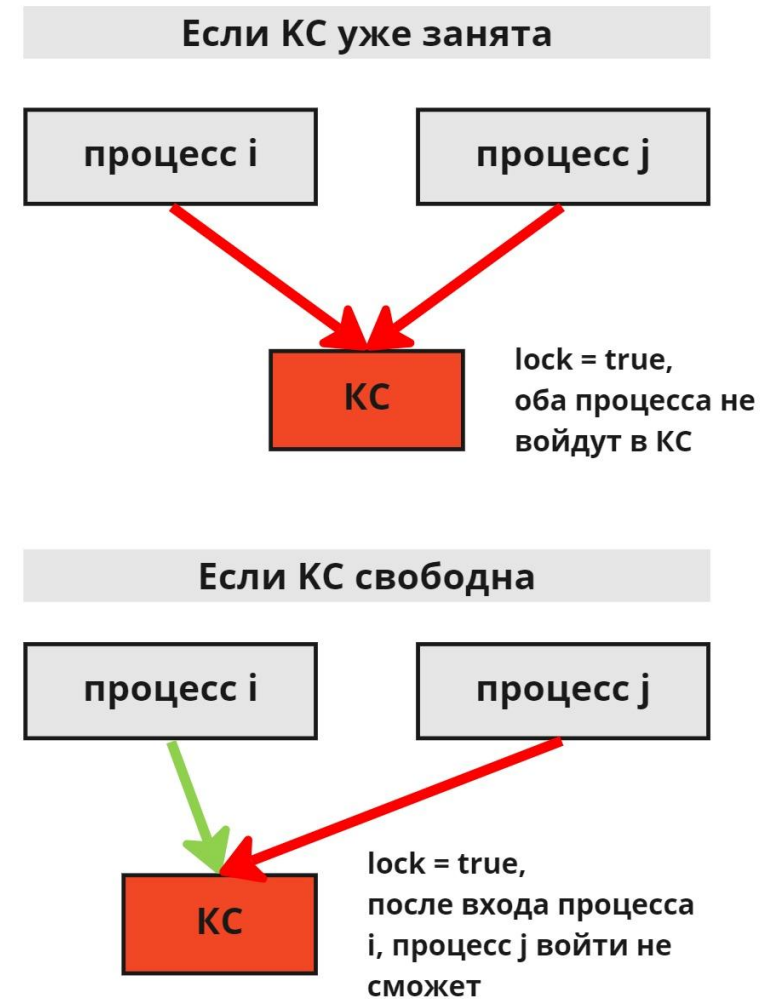 Если КС уже занята
процесс i
процесс j
КС
lock = true,
оба процесса не
войдут в КС
Если КС свободна
процесс i
процесс j
КС
lock = true,
после входа процесса
i, процесс j войти не
сможет